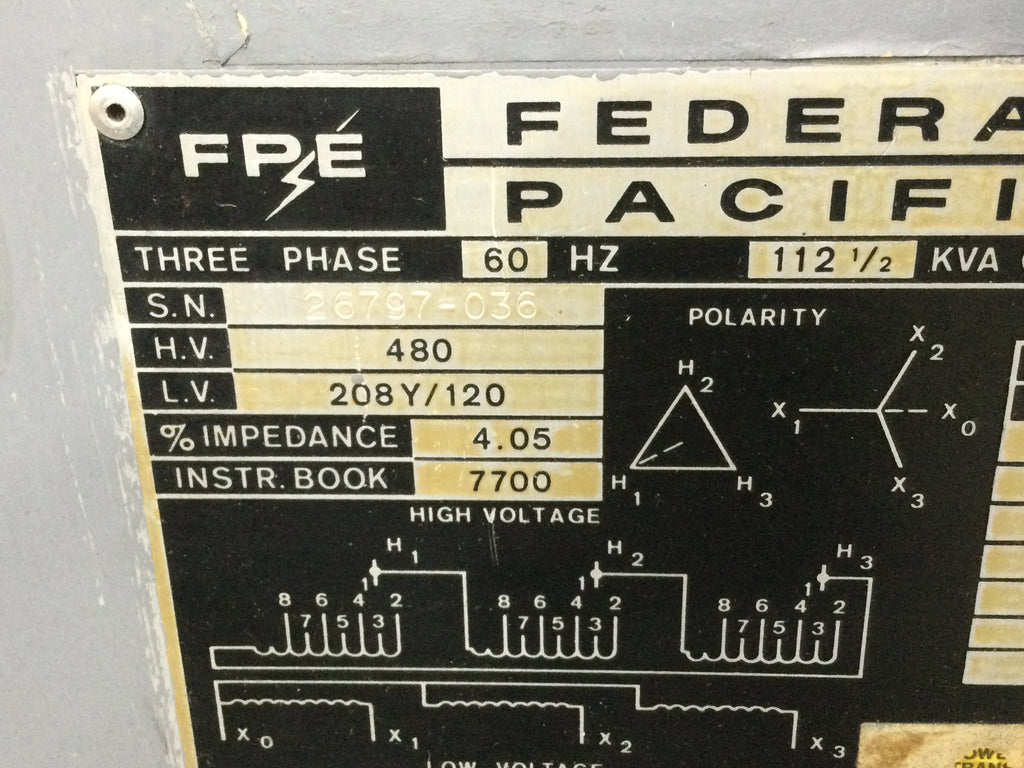 FPE
FEDERA
PACIFI
THREE PHASE 60 HZ 112 1/2 KVA
S.N. 26797-036
H.V. 480
L.V. 208Y/120
% IMPEDANCE 4.05
INSTR. BOOK 7700
POLARITY
H2
H1 H3
X2
X1 X0
X3
HIGH VOLTAGE
H1 H2 H3
1 1 1
8 6 4 2 8 6 4 2 8 6 4 2
7 5 3 7 5 3 7 5 3
X0 X1 X2 X3
LOW VOLTAGE